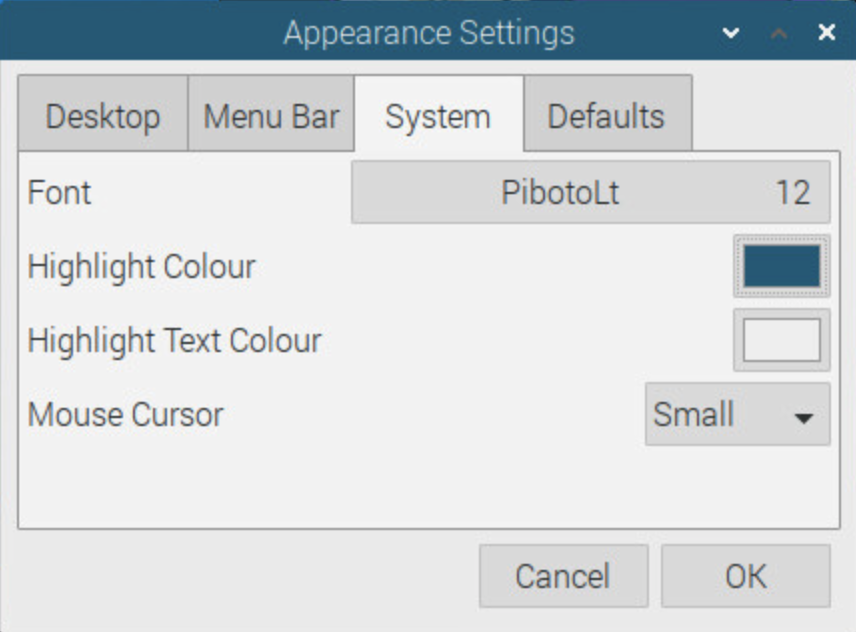 Appearance Settings
Desktop Menu Bar System Defaults
Font PibotoLt 12
Highlight Colour
Highlight Text Colour
Mouse Cursor Small
Cancel OK